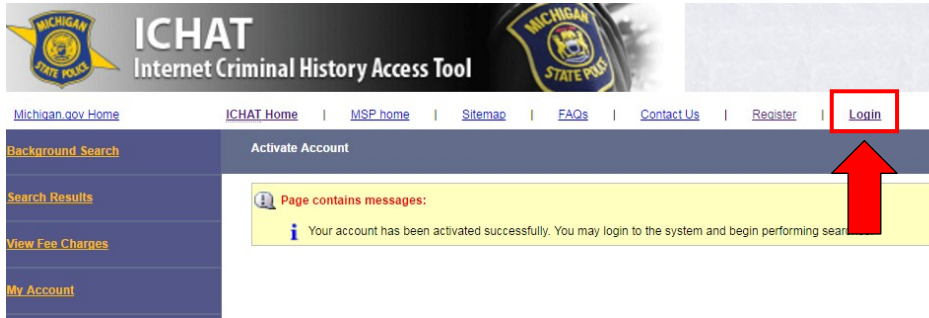 MICHIGAN
STATE POLICE
ICHAT
Internet Criminal History Access Tool
MICHIGAN
STATE
Michigan.gov Home
ICHAT Home | MSP home | Sitemap | FAQs | Contact Us | Register | Login
Background Search
Activate Account
Search Results
Page contains messages:
Your account has been activated successfully. You may login to the system and begin performing
View Fee Charges
My Account